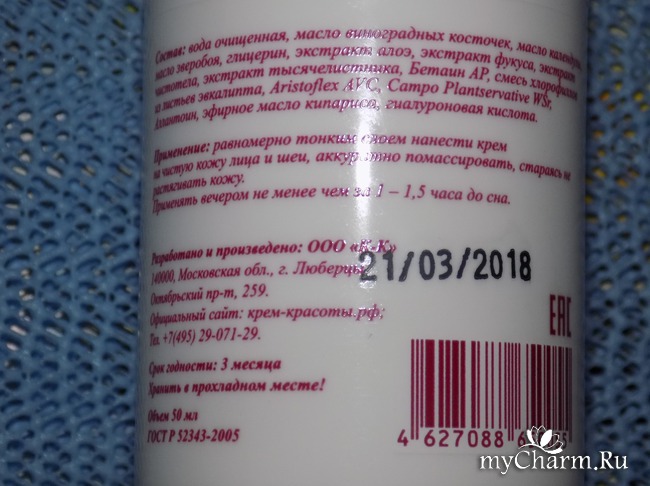 Состав: вода очищенная, масло виноградных косточек, масло календулы,
масло зверобоя, глицерин, экстракт алоэ, экстракт фукуса, экстракт
чистотела, экстракт тысячелистника, Бетаин АР, смесь хлорофиллов
из листьев эвкалипта, Aristoflex AVC, Campo Plantservative WSr,
Аллантоин, эфирное масло кипариса, гиалуроновая кислота.
Применение: равномерно тонким слоем нанести крем
на чистую кожу лица и шеи, аккуратно помассировать, стараясь не
растягивать кожу.
Применять вечером не менее чем за 1 – 1,5 часа до сна.
Разработано и произведено: ООО «К-К»
140000, Московская обл., г. Люберцы,
21/03/2018
Октябрьский пр-т, 259.
Официальный сайт: крем-красоты.рф;
Тел. +7(495) 29-071-29.
EAC
Срок годности: 3 месяца
Хранить в прохладном месте!
Объем 50 мл
ГОСТ Р 52343-2005
4 627088
myCharm.Ru